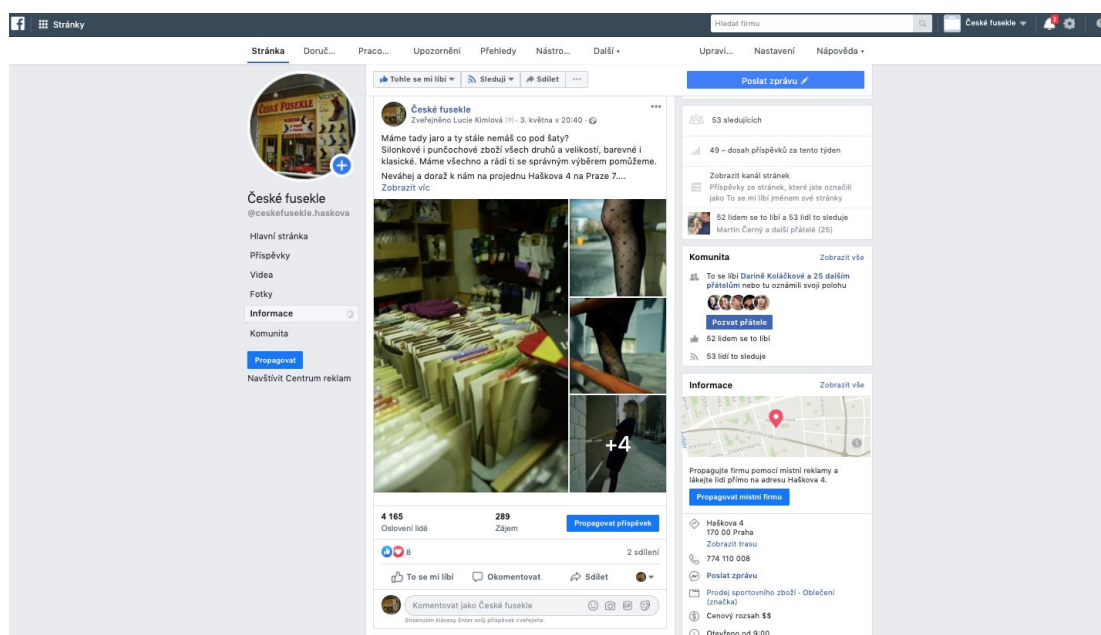 Stránky
Hledat firmu
České fusekle
2
Stránka Doruč... Praco... Upozornění Přehledy Nástro... Další
Upravi... Nastavení Nápověda
Tohle se mi líbí Sleduji Sdílet ...
Poslat zprávu
České fusekle
@ceskefusekle.haskova
Hlavní stránka
Příspěvky
Videa
Fotky
Informace
Komunita
Propagovat
Navštívit Centrum reklam
České fusekle
Zveřejněno Lucie Kimlová [?] · 3. května v 20:40 ·
Máme tady jaro a ty stále nemáš co pod šaty?
Silonkové i punčochové zboží všech druhů a velikostí, barevné i
klasické. Máme všechno a rádi ti se správným výběrem pomůžeme.
Neváhej a doraž k nám na projednu Haškova 4 na Praze 7....
Zobrazit víc
+4
4 165
Oslovení lidé
289
Zájem
Propagovat příspěvek
8
2 sdílení
To se mi líbí Okomentovat Sdílet
Komentovat jako České fusekle
Stisknutím klávesy Enter svůj příspěvek zveřejníte.
53 sledujících
49 – dosah příspěvků za tento týden
Zobrazit kanál stránek
Příspěvky ze stránek, které jste označili
jako To se mi líbí jménem své stránky
52 lidem se to líbí a 53 lidí to sleduje
Martin Černý a další přátelé (25)
Komunita Zobrazit vše
To se líbí Darině Koláčkové a 25 dalším
přátelům nebo tu oznámili svoji polohu
Pozvat přátele
52 lidem se to líbí
53 lidí to sleduje
Informace Zobrazit vše
Propagujte firmu pomocí místní reklamy a
lákejte lidi přímo na adresu Haškova 4.
Propagovat místní firmu
Haškova 4
170 00 Praha
Zobrazit trasu
774 110 008
Poslat zprávu
Prodej sportovního zboží · Oblečení
(značka)
Cenový rozsah $$
Otevřeno od 9:00